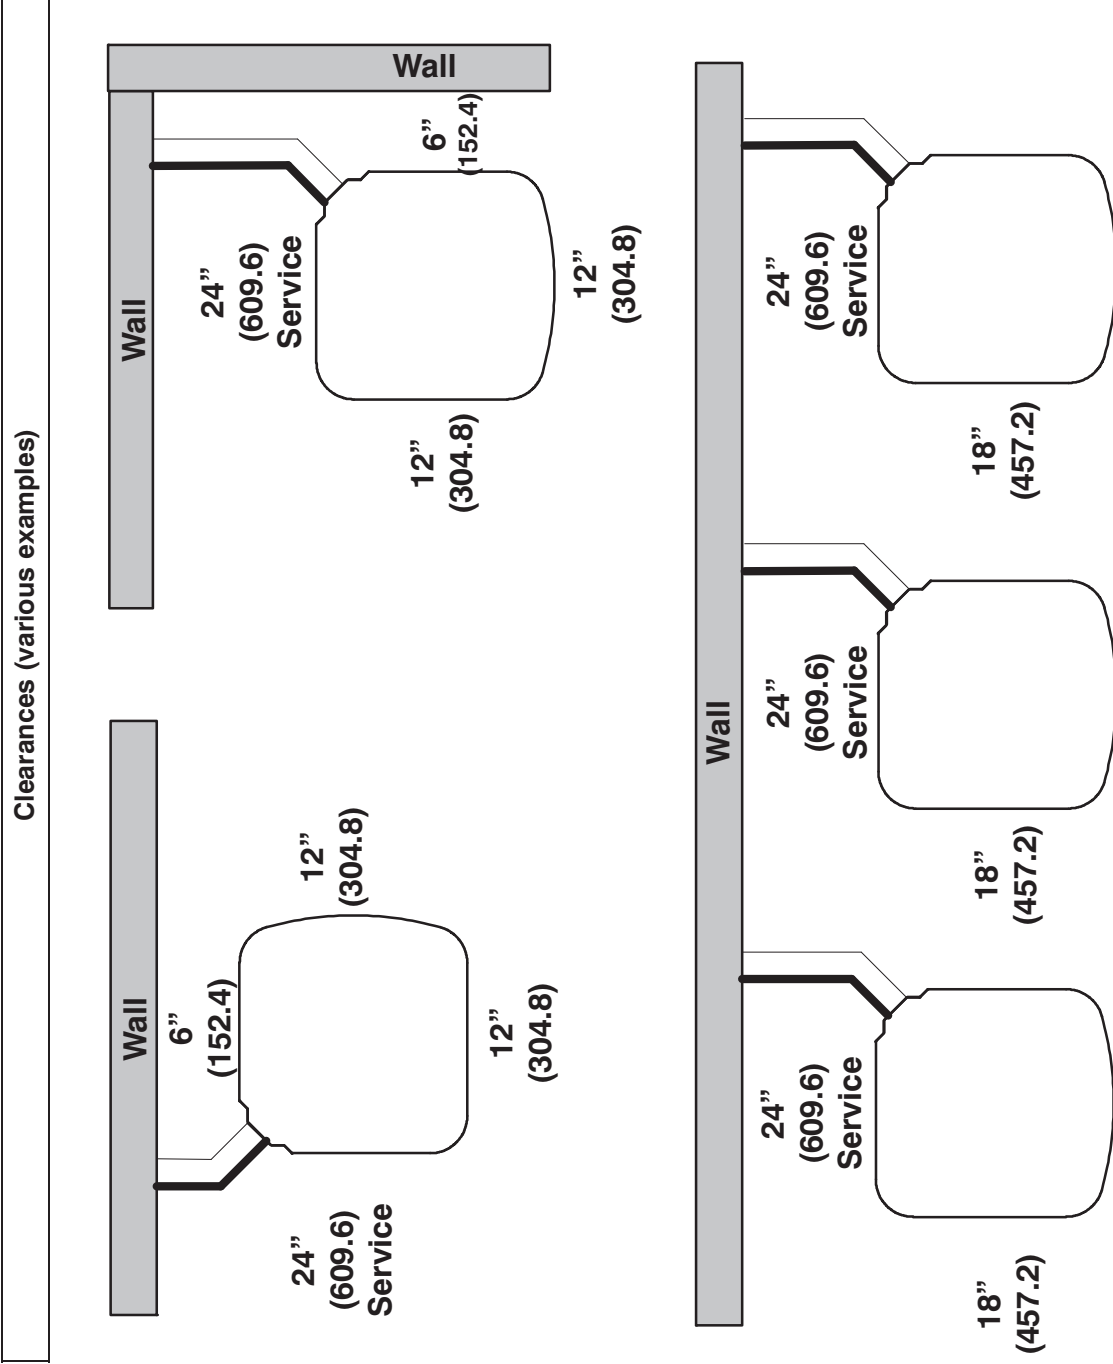 Clearances (various examples)
Wall
6”
(152.4)
12”
(304.8)
24”
(609.6)
Service
12”
(304.8)
Wall
Wall
24”
(609.6)
Service
6”
(152.4)
12”
(304.8)
12”
(304.8)
Wall
24”
(609.6)
Service
18”
(457.2)
24”
(609.6)
Service
18”
(457.2)
24”
(609.6)
Service
18”
(457.2)